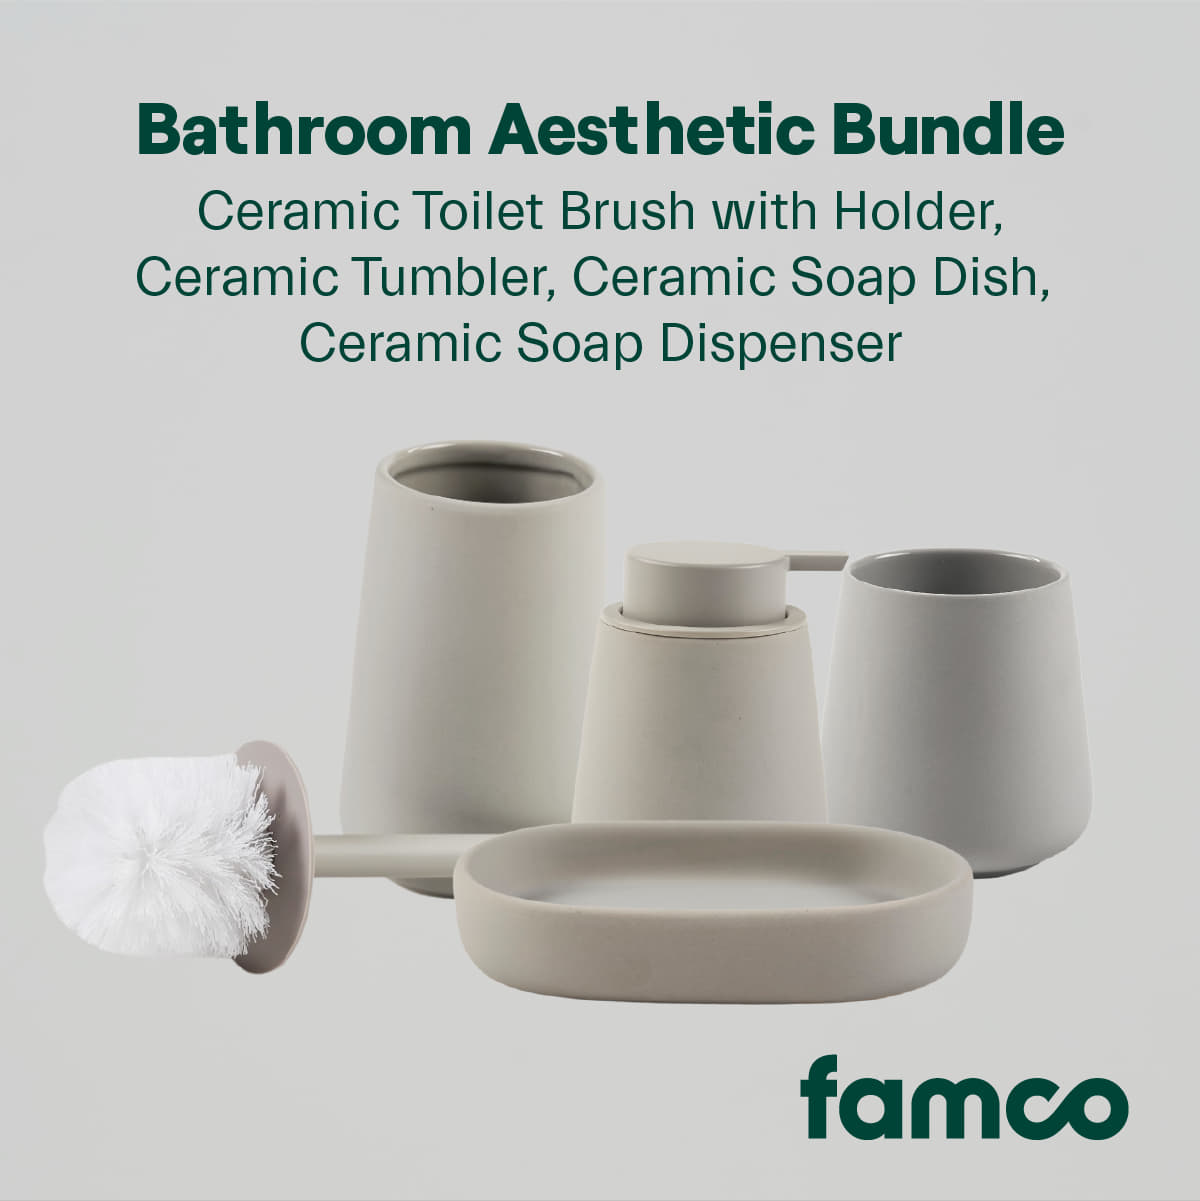 Bathroom Aesthetic Bundle
Ceramic Toilet Brush with Holder,
Ceramic Tumbler, Ceramic Soap Dish,
Ceramic Soap Dispenser
famco